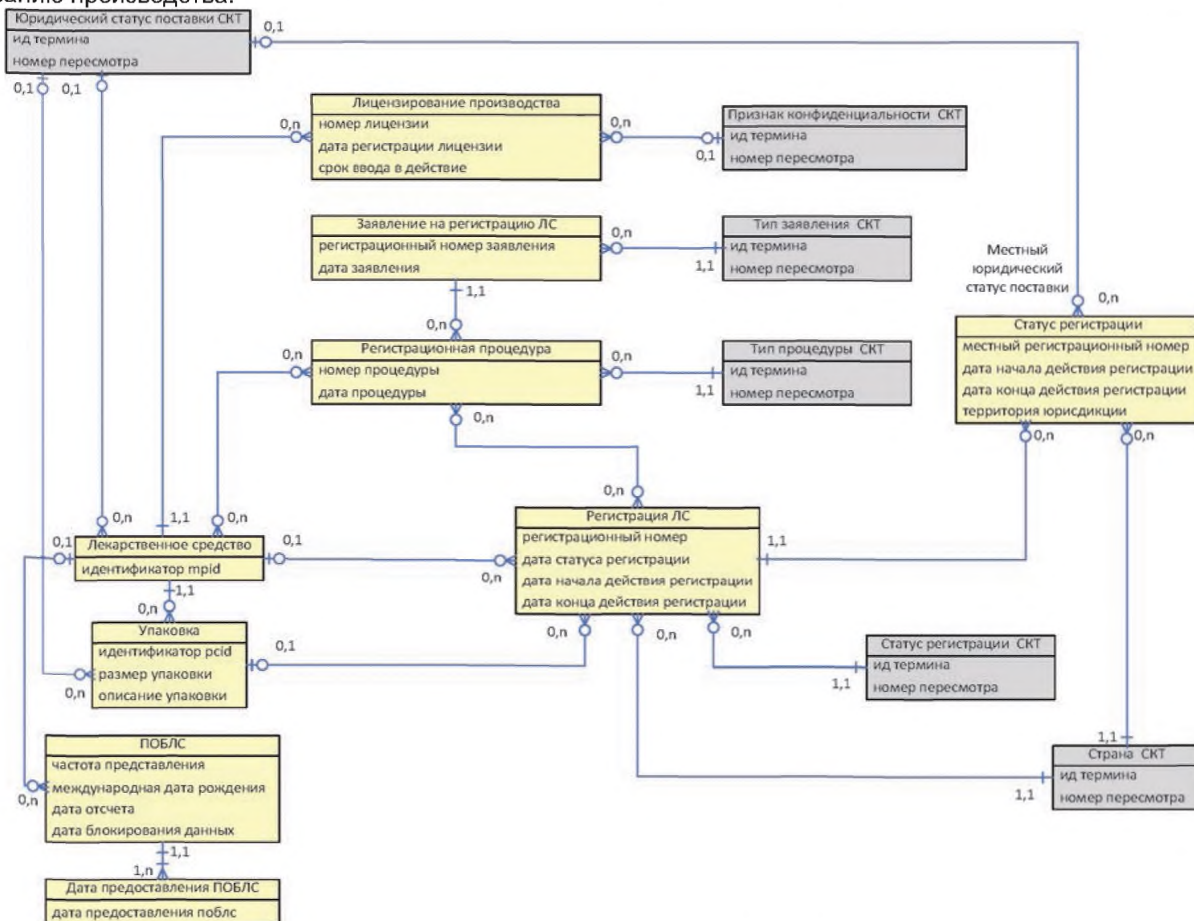 Юридический статус поставки СКТ
ид термина
номер пересмотра
0,1
0,1
0,1
Лицензирование производства
номер лицензии
дата регистрации лицензии
срок ввода в действие
0,n
0,n
Признак конфиденциальности СКТ
ид термина
номер пересмотра
0,1
Заявление на регистрацию ЛС
регистрационный номер заявления
дата заявления
0,n
Тип заявления СКТ
ид термина
номер пересмотра
1,1
1,1
0,n
Местный
юридический
статус поставки
0,n
Статус регистрации
местный регистрационный номер
дата начала действия регистрации
дата конца действия регистрации
территория юрисдикции
0,n
0,n
Регистрационная процедура
номер процедуры
дата процедуры
0,n
0,n
0,n
Тип процедуры СКТ
ид термина
номер пересмотра
1,1
0,n
Регистрация ЛС
регистрационный номер
дата статуса регистрации
дата начала действия регистрации
дата конца действия регистрации
1,1
0,n
0,n
0,n
0,n
0,n
1,1
0,n
Лекарственное средство
идентификатор mpid
0,1
0,1
1,1
0,n
Упаковка
идентификатор pcid
размер упаковки
описание упаковки
0,1
0,n
Статус регистрации СКТ
ид термина
номер пересмотра
1,1
ПОБЛС
частота представления
международная дата рождения
дата отсчета
дата блокирования данных
0,n
1,1
1,n
Дата предоставления ПОБЛС
дата предоставления поблс
1,1
Страна СКТ
ид термина
номер пересмотра
1,1